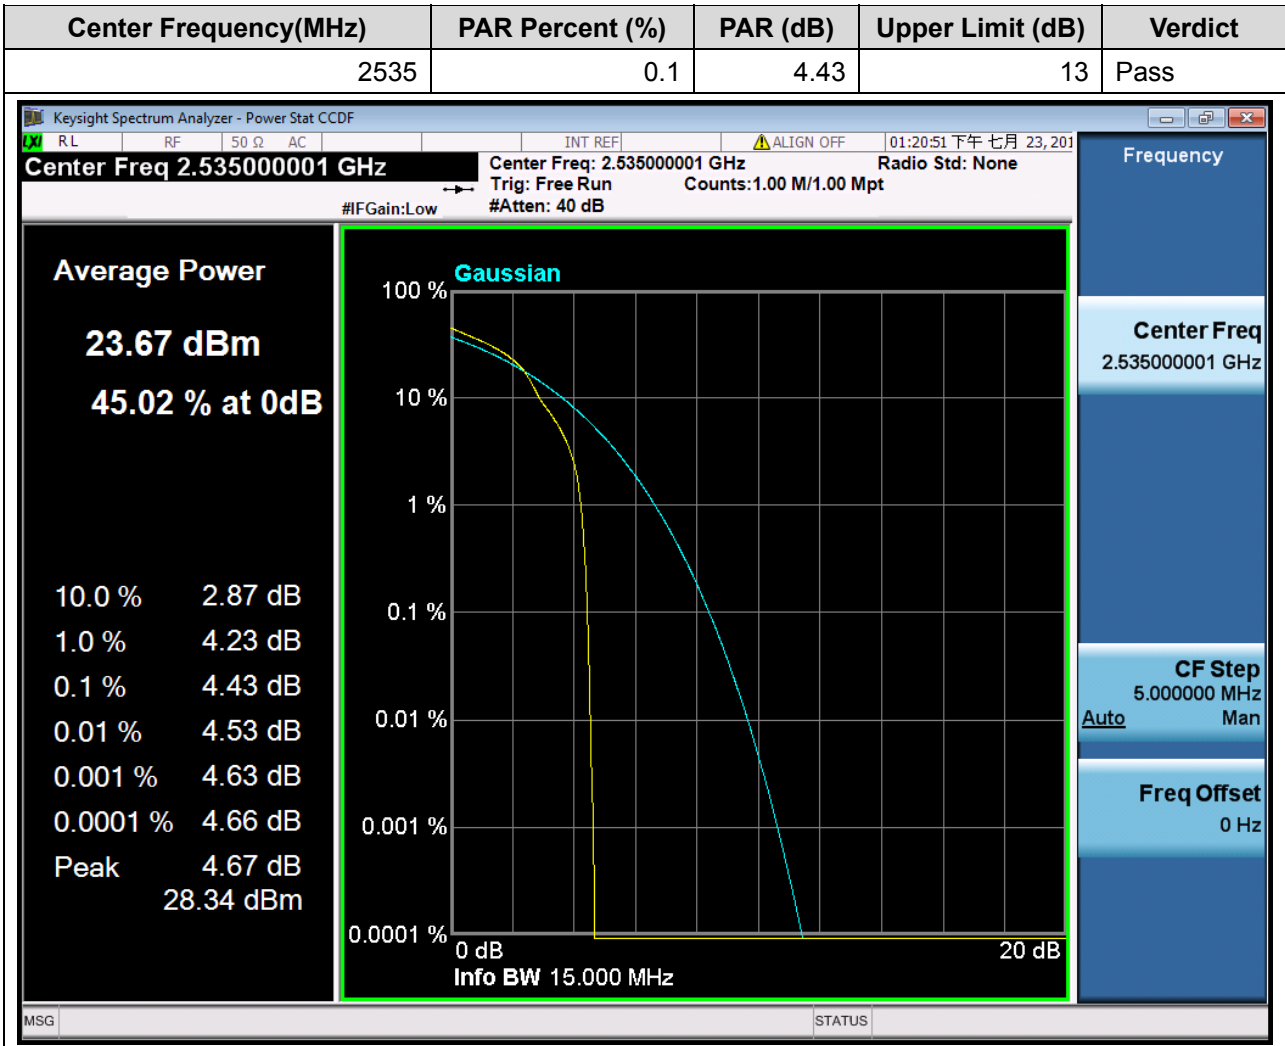 Center Frequency(MHz) PAR Percent (%) PAR (dB) Upper Limit (dB) Verdict
2535 0.1 4.43 13 Pass
Keysight Spectrum Analyzer - Power Stat CCDF
LXI RL RF 50 Ω AC INT REF ALIGN OFF 01:20:51 下午 七月 23, 201
Center Freq 2.535000001 GHz
Center Freq: 2.535000001 GHz Radio Std: None
Trig: Free Run Counts:1.00 M/1.00 Mpt
#IFGain:Low #Atten: 40 dB
Frequency
Average Power
23.67 dBm
45.02 % at 0dB
10.0 % 2.87 dB
1.0 % 4.23 dB
0.1 % 4.43 dB
0.01 % 4.53 dB
0.001 % 4.63 dB
0.0001 % 4.66 dB
Peak 4.67 dB
28.34 dBm
Gaussian
100 %
10 %
1 %
0.1 %
0.01 %
0.001 %
0.0001 %
0 dB 20 dB
Info BW 15.000 MHz
Center Freq
2.535000001 GHz
CF Step
5.000000 MHz
Auto Man
Freq Offset
0 Hz
MSG STATUS